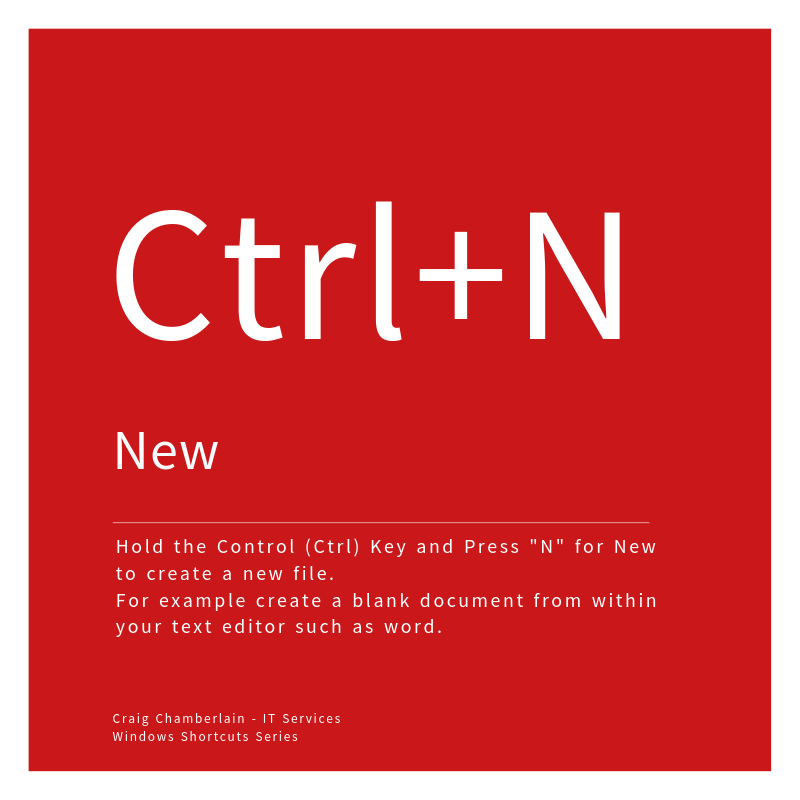 Ctrl+N
New
Hold the Control (Ctrl) Key and Press "N" for New
to create a new file.
For example create a blank document from within
your text editor such as word.
Craig Chamberlain - IT Services
Windows Shortcuts Series